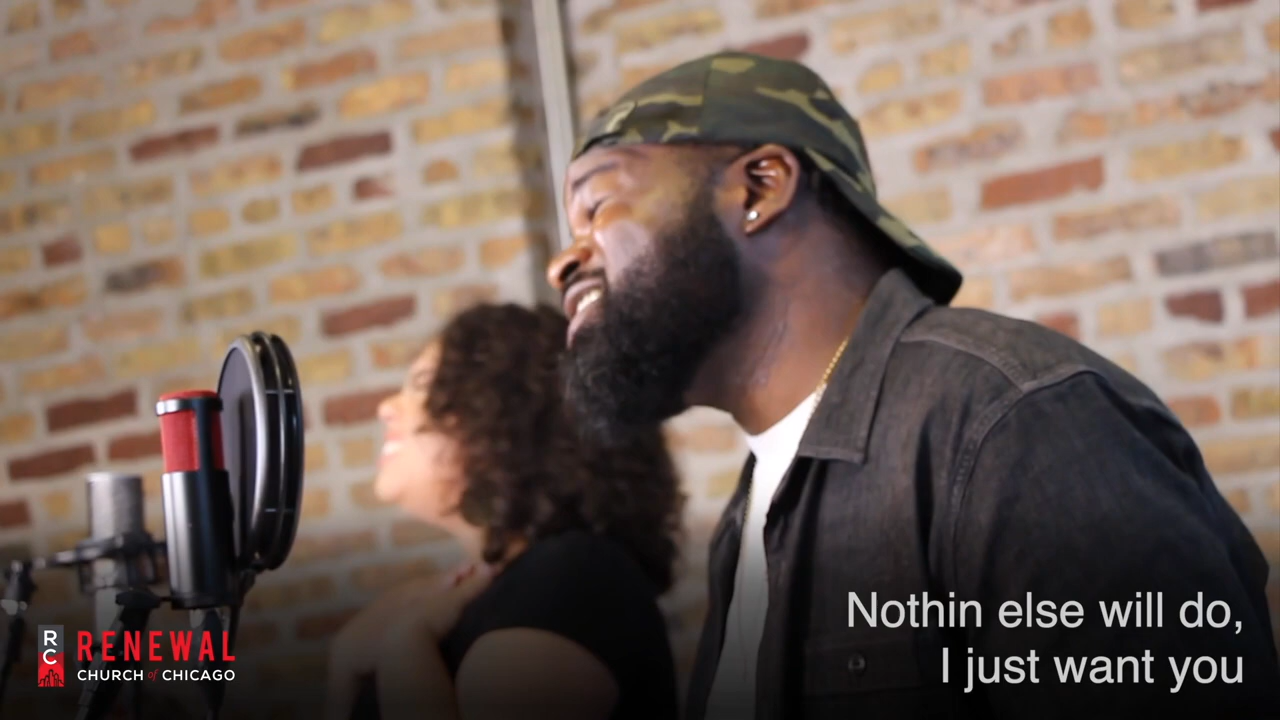 Nothin else will do,
I just want you
RC
RENEWAL
CHURCH of CHICAGO